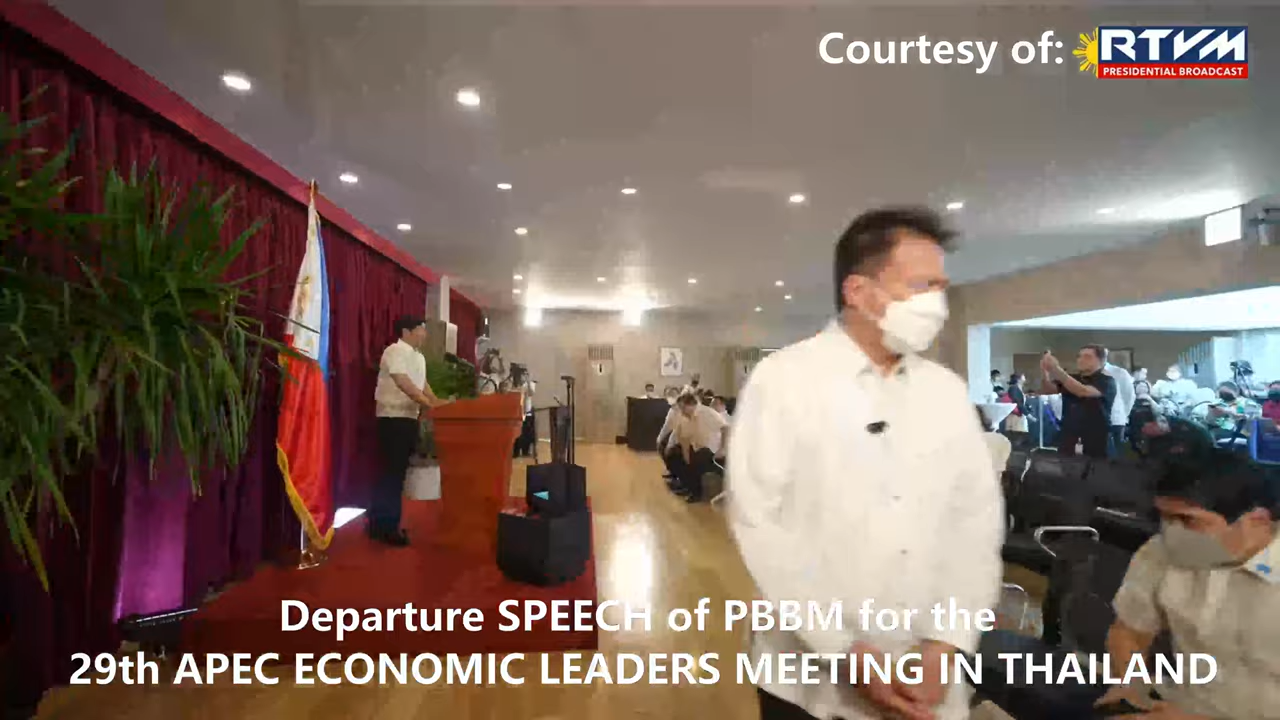 Courtesy of: RTVM
PRESIDENTIAL BROADCAST
Departure SPEECH of PBBM for the
29th APEC ECONOMIC LEADERS MEETING IN THAILAND